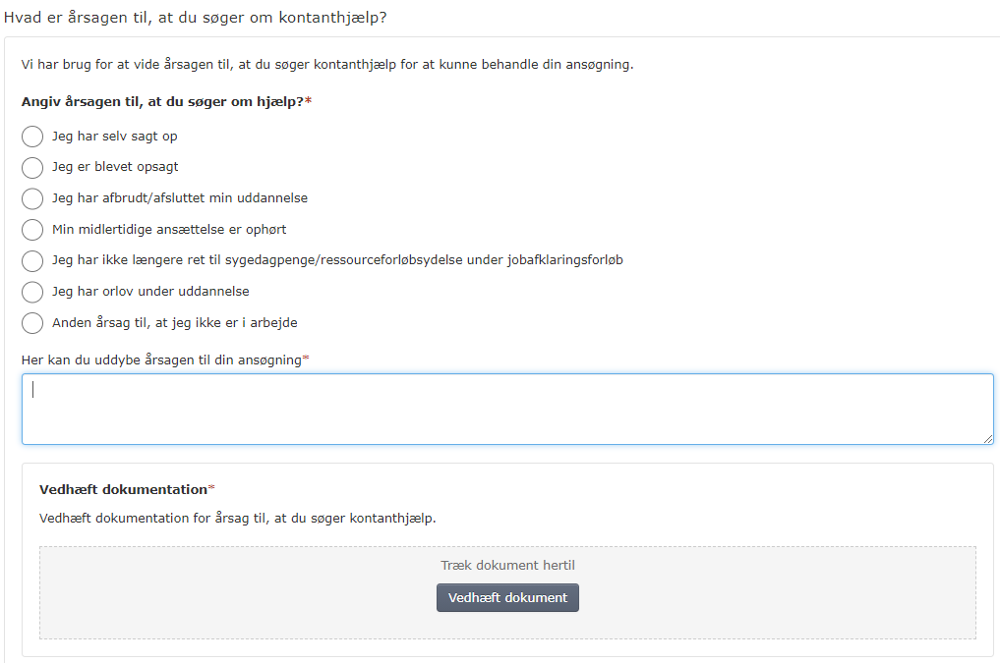 Hvad er årsagen til, at du søger om kontanthjælp?
Vi har brug for at vide årsagen til, at du søger kontanthjælp for at kunne behandle din ansøgning.
Angiv årsagen til, at du søger om hjælp?*
Jeg har selv sagt op
Jeg er blevet opsagt
Jeg har afbrudt/afsluttet min uddannelse
Min midlertidige ansættelse er ophørt
Jeg har ikke længere ret til sygedagpenge/ressourceforløbsydelse under jobafklaringsforløb
Jeg har orlov under uddannelse
Anden årsag til, at jeg ikke er i arbejde
Her kan du uddybe årsagen til din ansøgning*
Vedhæft dokumentation*
Vedhæft dokumentation for årsag til, at du søger kontanthjælp.
Træk dokument hertil
Vedhæft dokument